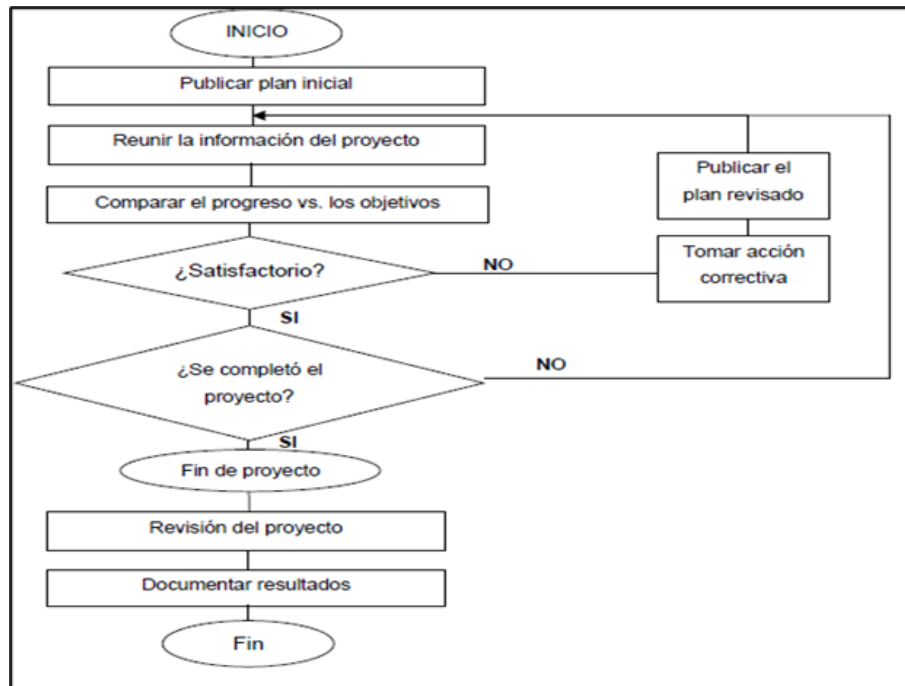 INICIO
Publicar plan inicial
Reunir la información del proyecto
Comparar el progreso vs. los objetivos
¿Satisfactorio?
NO
Tomar acción
correctiva
Publicar el
plan revisado
SI
¿Se completó el
proyecto?
NO
SI
Fin de proyecto
Revisión del proyecto
Documentar resultados
Fin